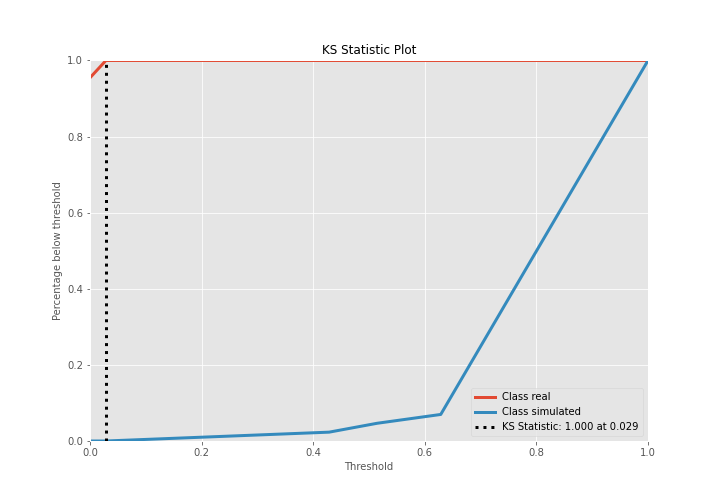 KS Statistic Plot
1.0
0.8
0.6
0.4
0.2
0.0
Percentage below threshold
0.0 0.2 0.4 0.6 0.8 1.0
Threshold
Class real
Class simulated
KS Statistic: 1.000 at 0.029